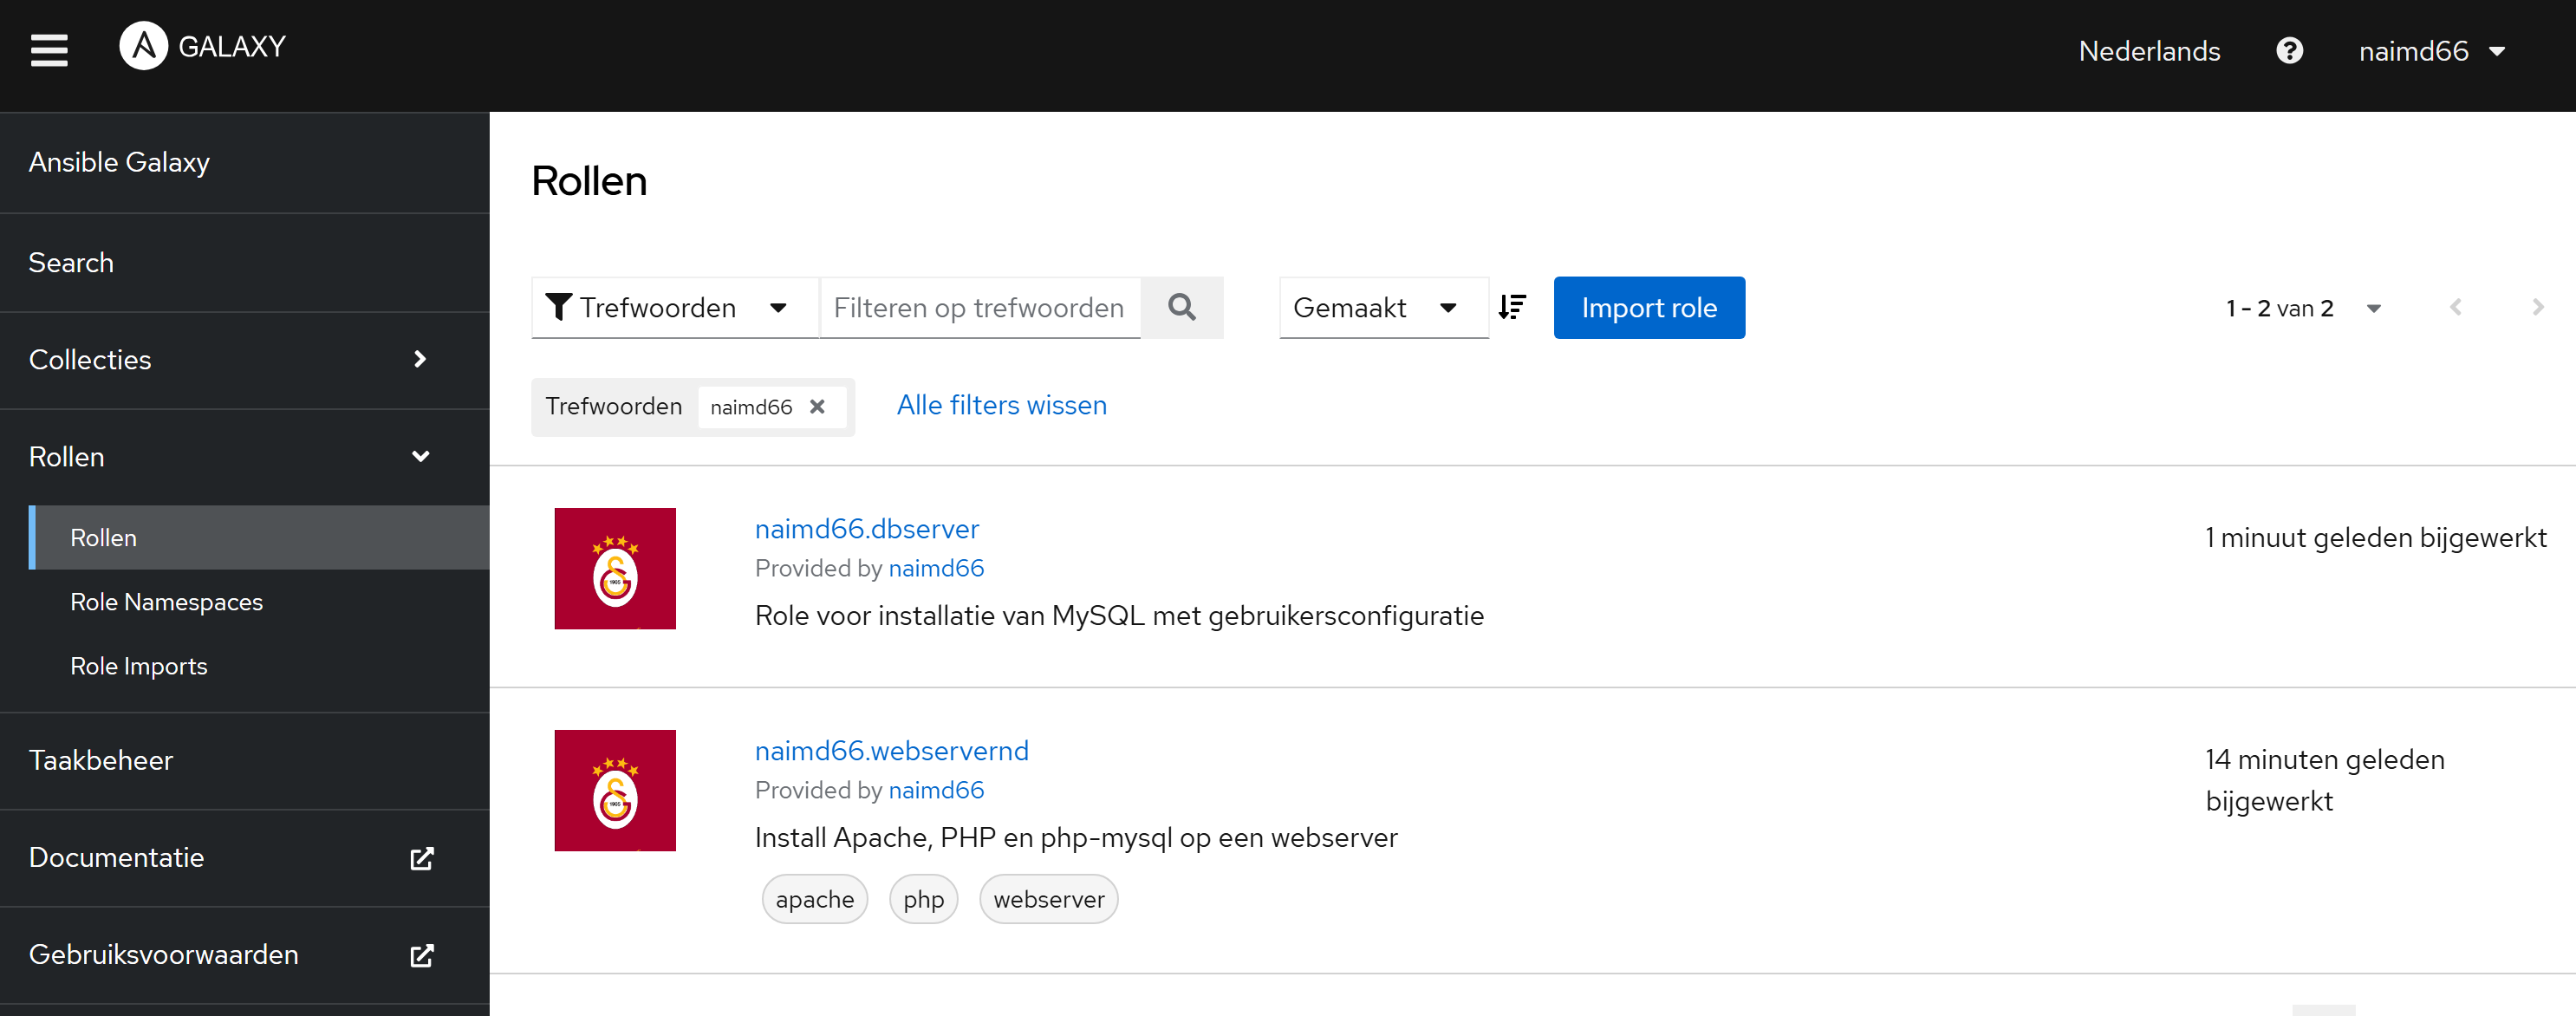 GALAXY
Nederlands
naimd66
Ansible Galaxy
Search
Collecties
Rollen
Rollen
Role Namespaces
Role Imports
Taakbeheer
Documentatie
Gebruiksvoorwaarden
Rollen
Trefwoorden
Filteren op trefwoorden
Gemaakt
Import role
1 - 2 van 2
Trefwoorden naimd66
Alle filters wissen
naimd66.dbserver
Provided by naimd66
Role voor installatie van MySQL met gebruikersconfiguratie
1 minuut geleden bijgewerkt
naimd66.webservernd
Provided by naimd66
Install Apache, PHP en php-mysql op een webserver
apache php webserver
14 minuten geleden
bijgewerkt